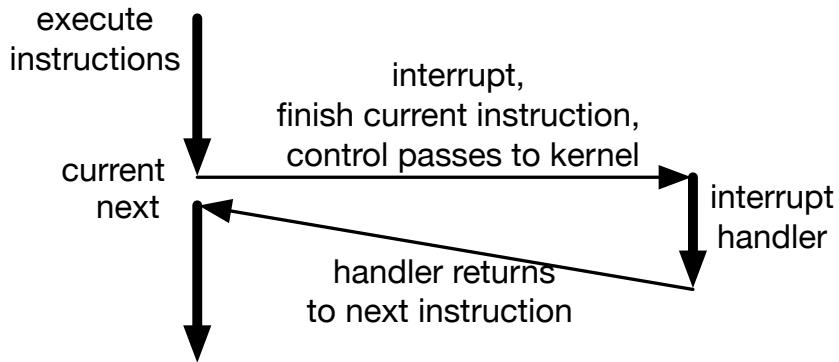 execute
instructions
interrupt,
finish current instruction,
control passes to kernel
current
next
interrupt
handler
handler returns
to next instruction